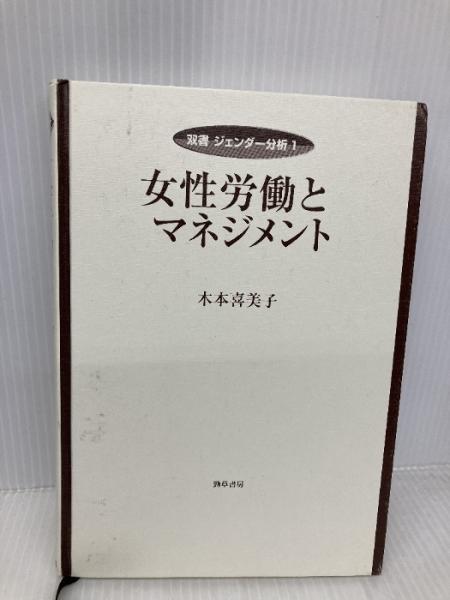 双書 ジェンダー分析 1
女性労働と
マネジメント
木本喜美子
勁草書房